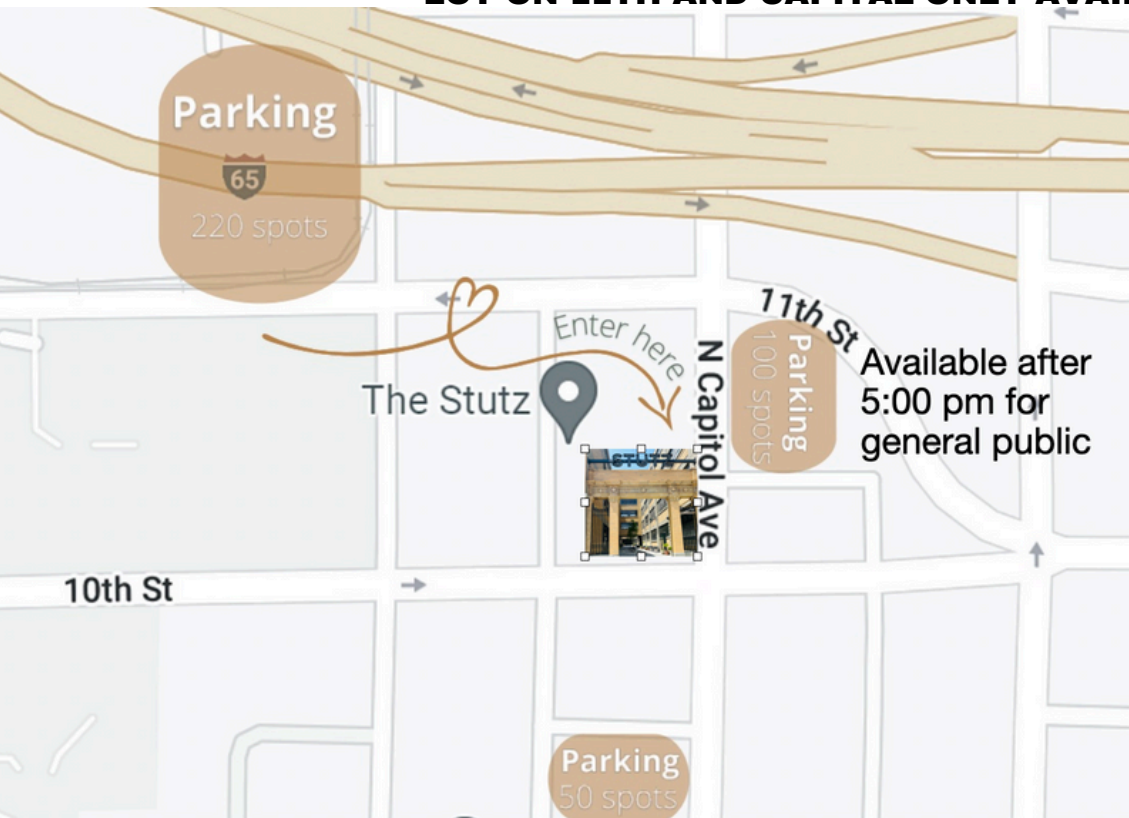 Parking
65
220 spots
11th St
Enter here
Parking
100 spots
Available after
5:00 pm for
general public
The Stutz
N Capitol Ave
STUTZ
10th St
Parking
50 spots